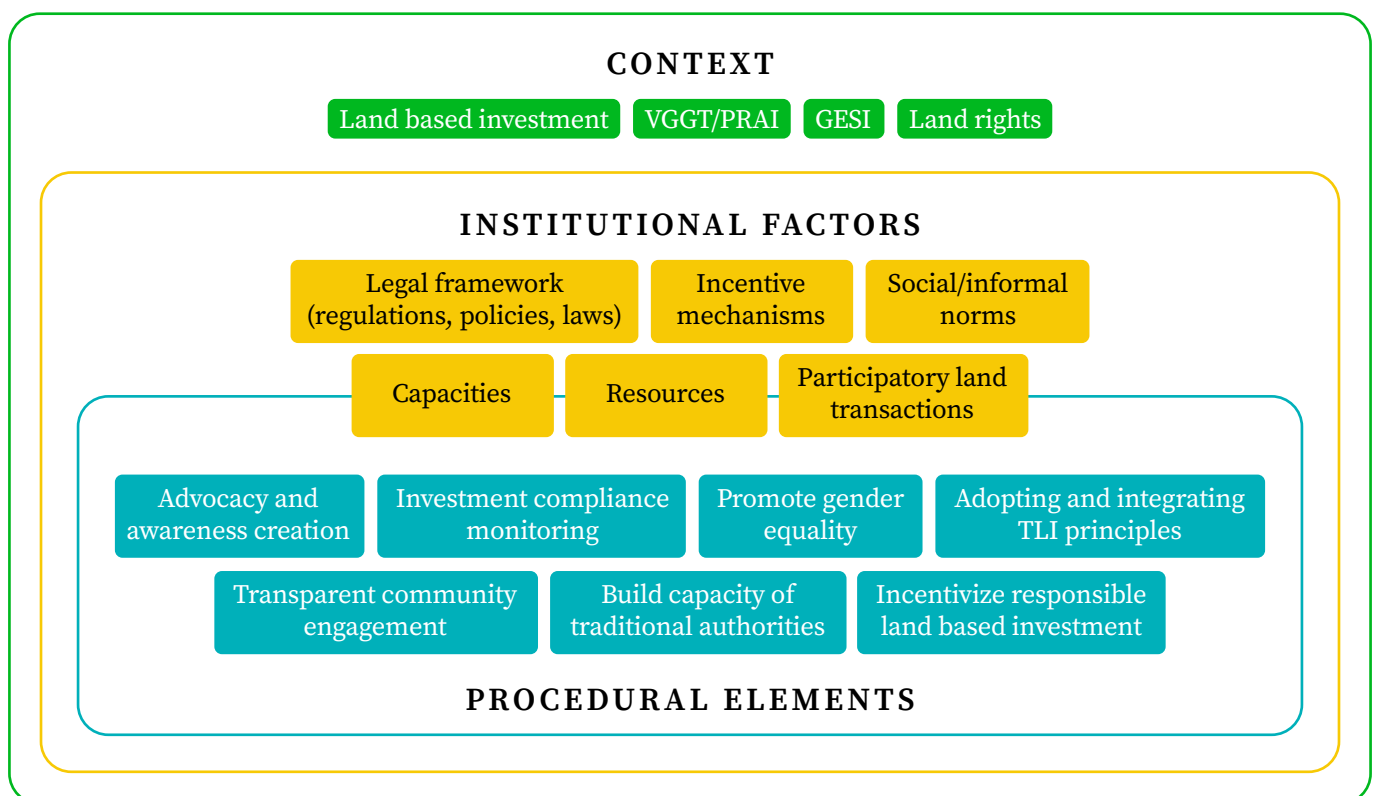 CONTEXT
Land based investment VGGT/PRAI GESI Land rights
INSTITUTIONAL FACTORS
Legal framework
(regulations, policies, laws)
Incentive
mechanisms
Social/informal
norms
Capacities
Resources
Participatory land
transactions
Advocacy and
awareness creation
Investment compliance
monitoring
Promote gender
equality
Adopting and integrating
TLI principles
Transparent community
engagement
Build capacity of
traditional authorities
Incentivize responsible
land based investment
PROCEDURAL ELEMENTS